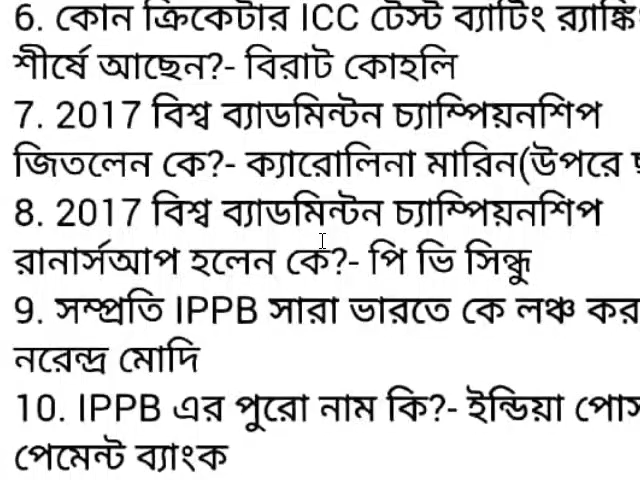 6. কোন ক্রিকেটার ICC টেস্ট ব্যাটিং র‍্যাঙ্কি
শীর্ষে আছেন?- বিরাট কোহলি
7. 2017 বিশ্ব ব্যাডমিন্টন চ্যাম্পিয়নশিপ
জিতলেন কে?- ক্যারোলিনা মারিন(উপরে
8. 2017 বিশ্ব ব্যাডমিন্টন চ্যাম্পিয়নশিপ
রানার্সআপ হলেন কে?- পি ভি সিন্ধু
9. সম্প্রতি IPPB সারা ভারতে কে লঞ্চ কর
নরেন্দ্র মোদি
10. IPPB এর পুরো নাম কি?- ইন্ডিয়া পোস
পেমেন্ট ব্যাংক